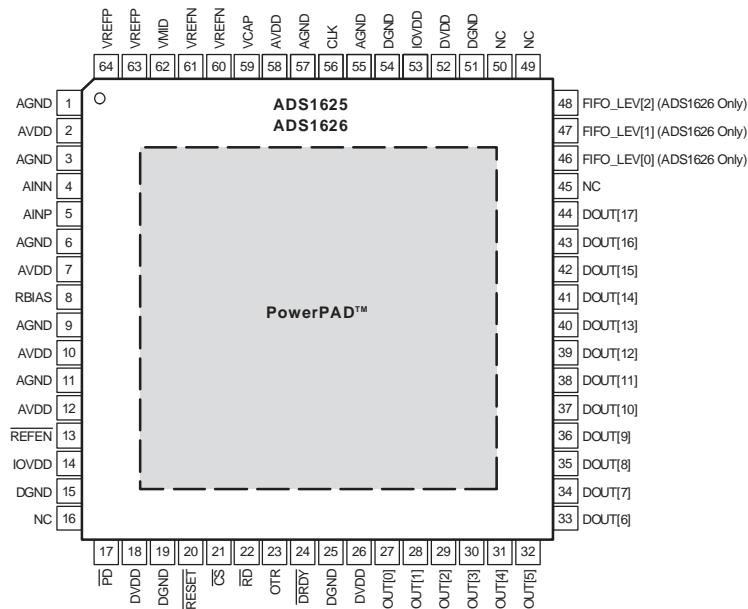 VREFP
VREFP
VMID
VREFN
VREFN
VCAP
AVDD
AGND
CLK
AGND
DGND
IOVDD
DVDD
DGND
NC
NC
64 63 62 61 60 59 58 57 56 55 54 53 52 51 50 49
ADS1625
ADS1626
PowerPAD™
AGND 1
AVDD 2
AGND 3
AINN 4
AINP 5
AGND 6
AVDD 7
RBIAS 8
AGND 9
AVDD 10
AGND 11
AVDD 12
REFEN 13
IOVDD 14
DGND 15
NC 16
48 FIFO_LEV[2] (ADS1626 Only)
47 FIFO_LEV[1] (ADS1626 Only)
46 FIFO_LEV[0] (ADS1626 Only)
45 NC
44 DOUT[17]
43 DOUT[16]
42 DOUT[15]
41 DOUT[14]
40 DOUT[13]
39 DOUT[12]
38 DOUT[11]
37 DOUT[10]
36 DOUT[9]
35 DOUT[8]
34 DOUT[7]
33 DOUT[6]
17 18 19 20 21 22 23 24 25 26 27 28 29 30 31 32
PD
DVDD
DGND
RESET
CS
RD
OTR
DRDY
DGND
DVDD
OUT[0]
OUT[1]
OUT[2]
OUT[3]
OUT[4]
OUT[5]